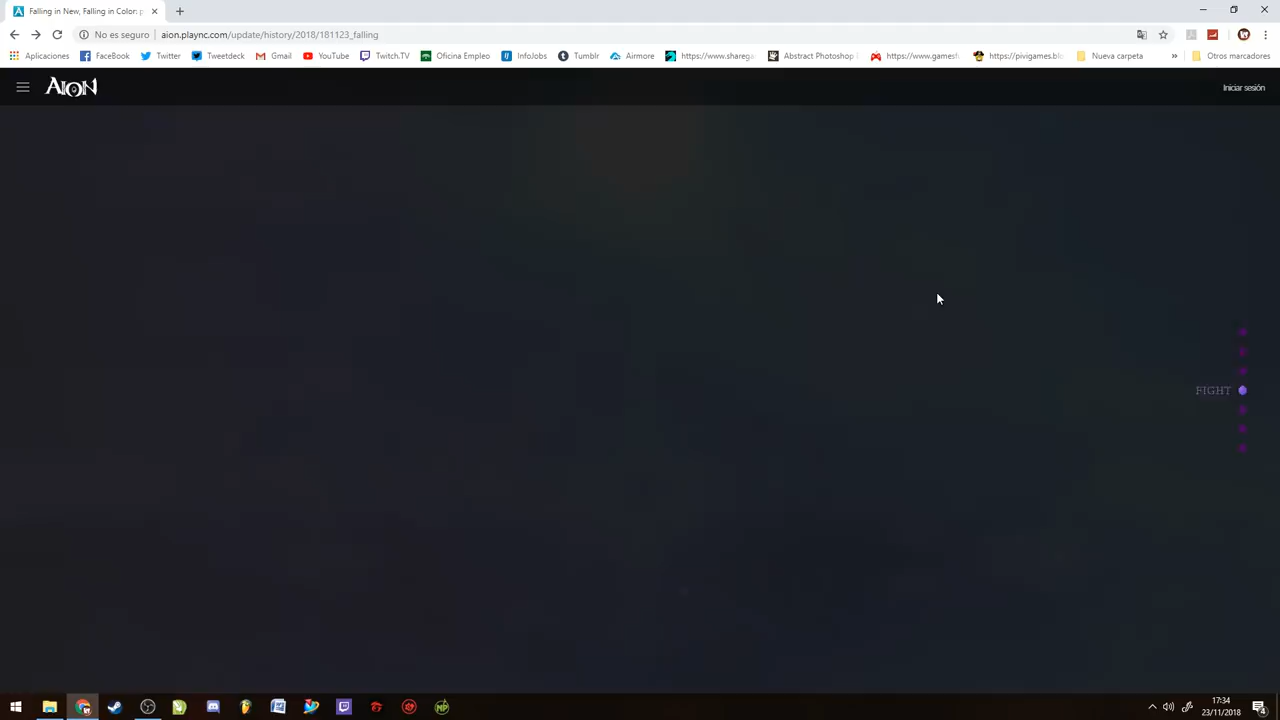 Falling in New, Falling in Color: p
No es seguro
aion.plaync.com/update/history/2018/181123_falling
Aplicaciones
FaceBook
Twitter
Tweetdeck
Gmail
YouTube
Twitch.TV
Oficina Empleo
InfoJobs
Tumblr
Airmore
https://www.sharega
Abstract Photoshop
https://www.gamest
https://pivigames.blo
Nueva carpeta
»
Otros marcadores
AION
Iniciar sesión
FIGHT
17:34
23/11/2018